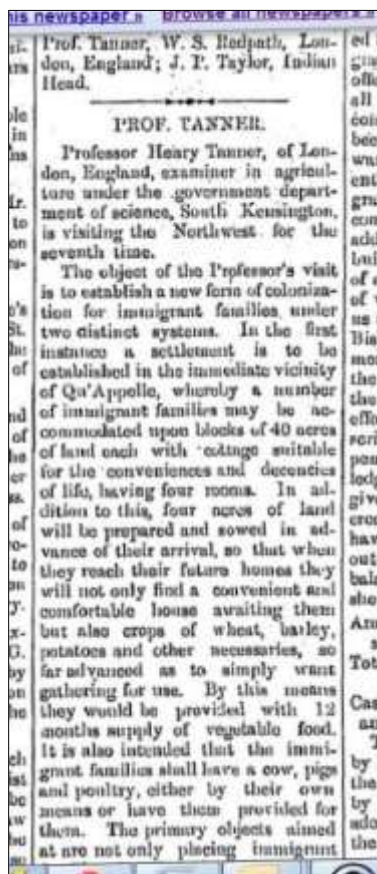 his newspaper » Browse all newspapers »
Prof. Tanner, W. S. Redpath, Lon-
don, England; J. P. Taylor, Indian
Head.
PROF. TANNER.
Professor Henry Tanner, of Lon-
don, England, examiner in agricul-
ture under the government depart-
ment of science, South Kensington,
is visiting the Northwest for the
seventh time.
The object of the Professor's visit
is to establish a new form of coloniza-
tion for immigrant families under
two distinct systems. In the first
instance a settlement is to be
established in the immediate vicinity
of Qu'Appelle, whereby a number
of immigrant families may be ac-
commodated upon blocks of 40 acres
of land each with cottage suitable
for the conveniences and decencies
of life, having four rooms. In ad-
dition to this, four acres of land
will be prepared and sowed in ad-
vance of their arrival, so that when
they reach their future homes they
will not only find a convenient and
comfortable house awaiting them
but also crops of wheat, barley,
potatoes and other necessaries, so
far advanced as to simply want
gathering for use. By this means
they would be provided with 12
months supply of vegetable food.
It is also intended that the immi-
grant families shall have a cow, pigs
and poultry, either by their own
means or have them provided for
them. The primary objects aimed
at are not only placing immigrant